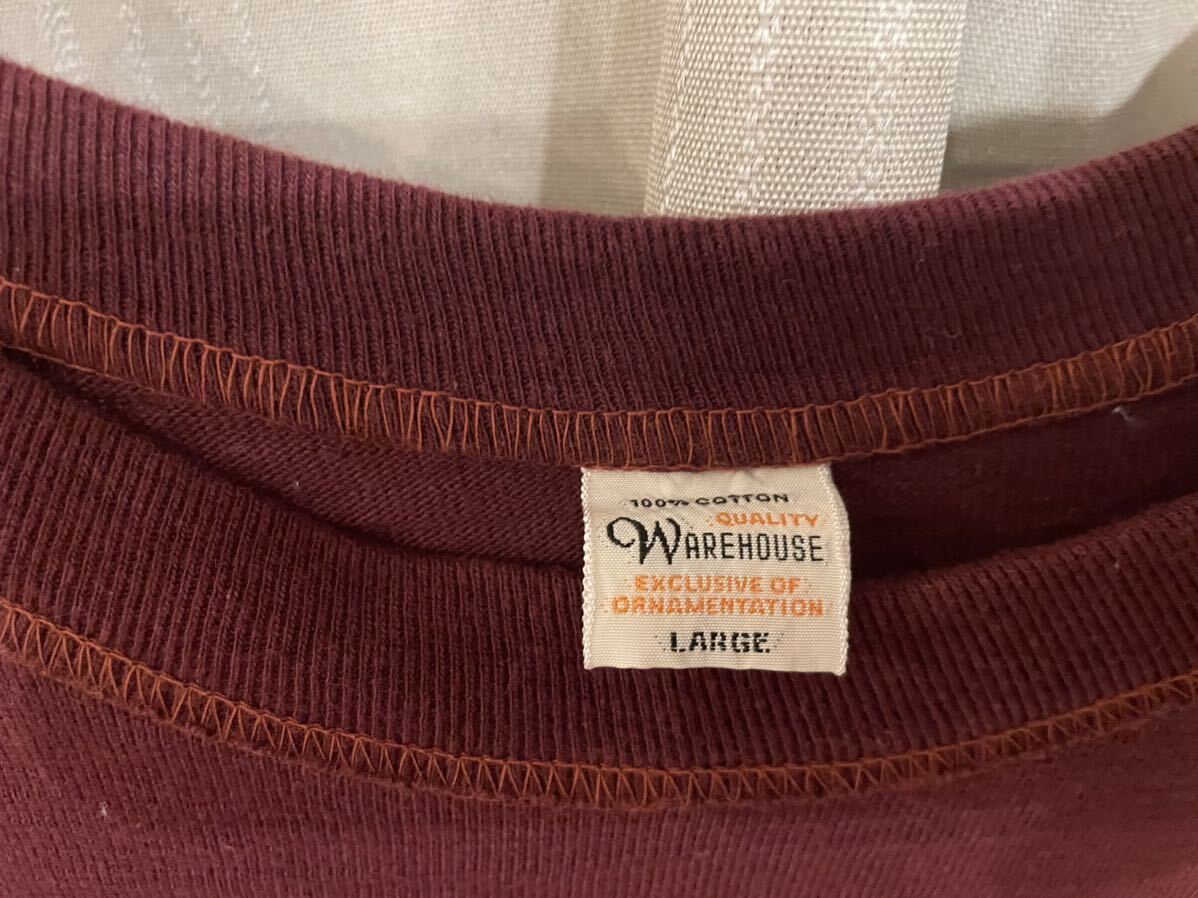 100% COTTON
QUALITY
WAREHOUSE
EXCLUSIVE OF
ORNAMENTATION
LARGE